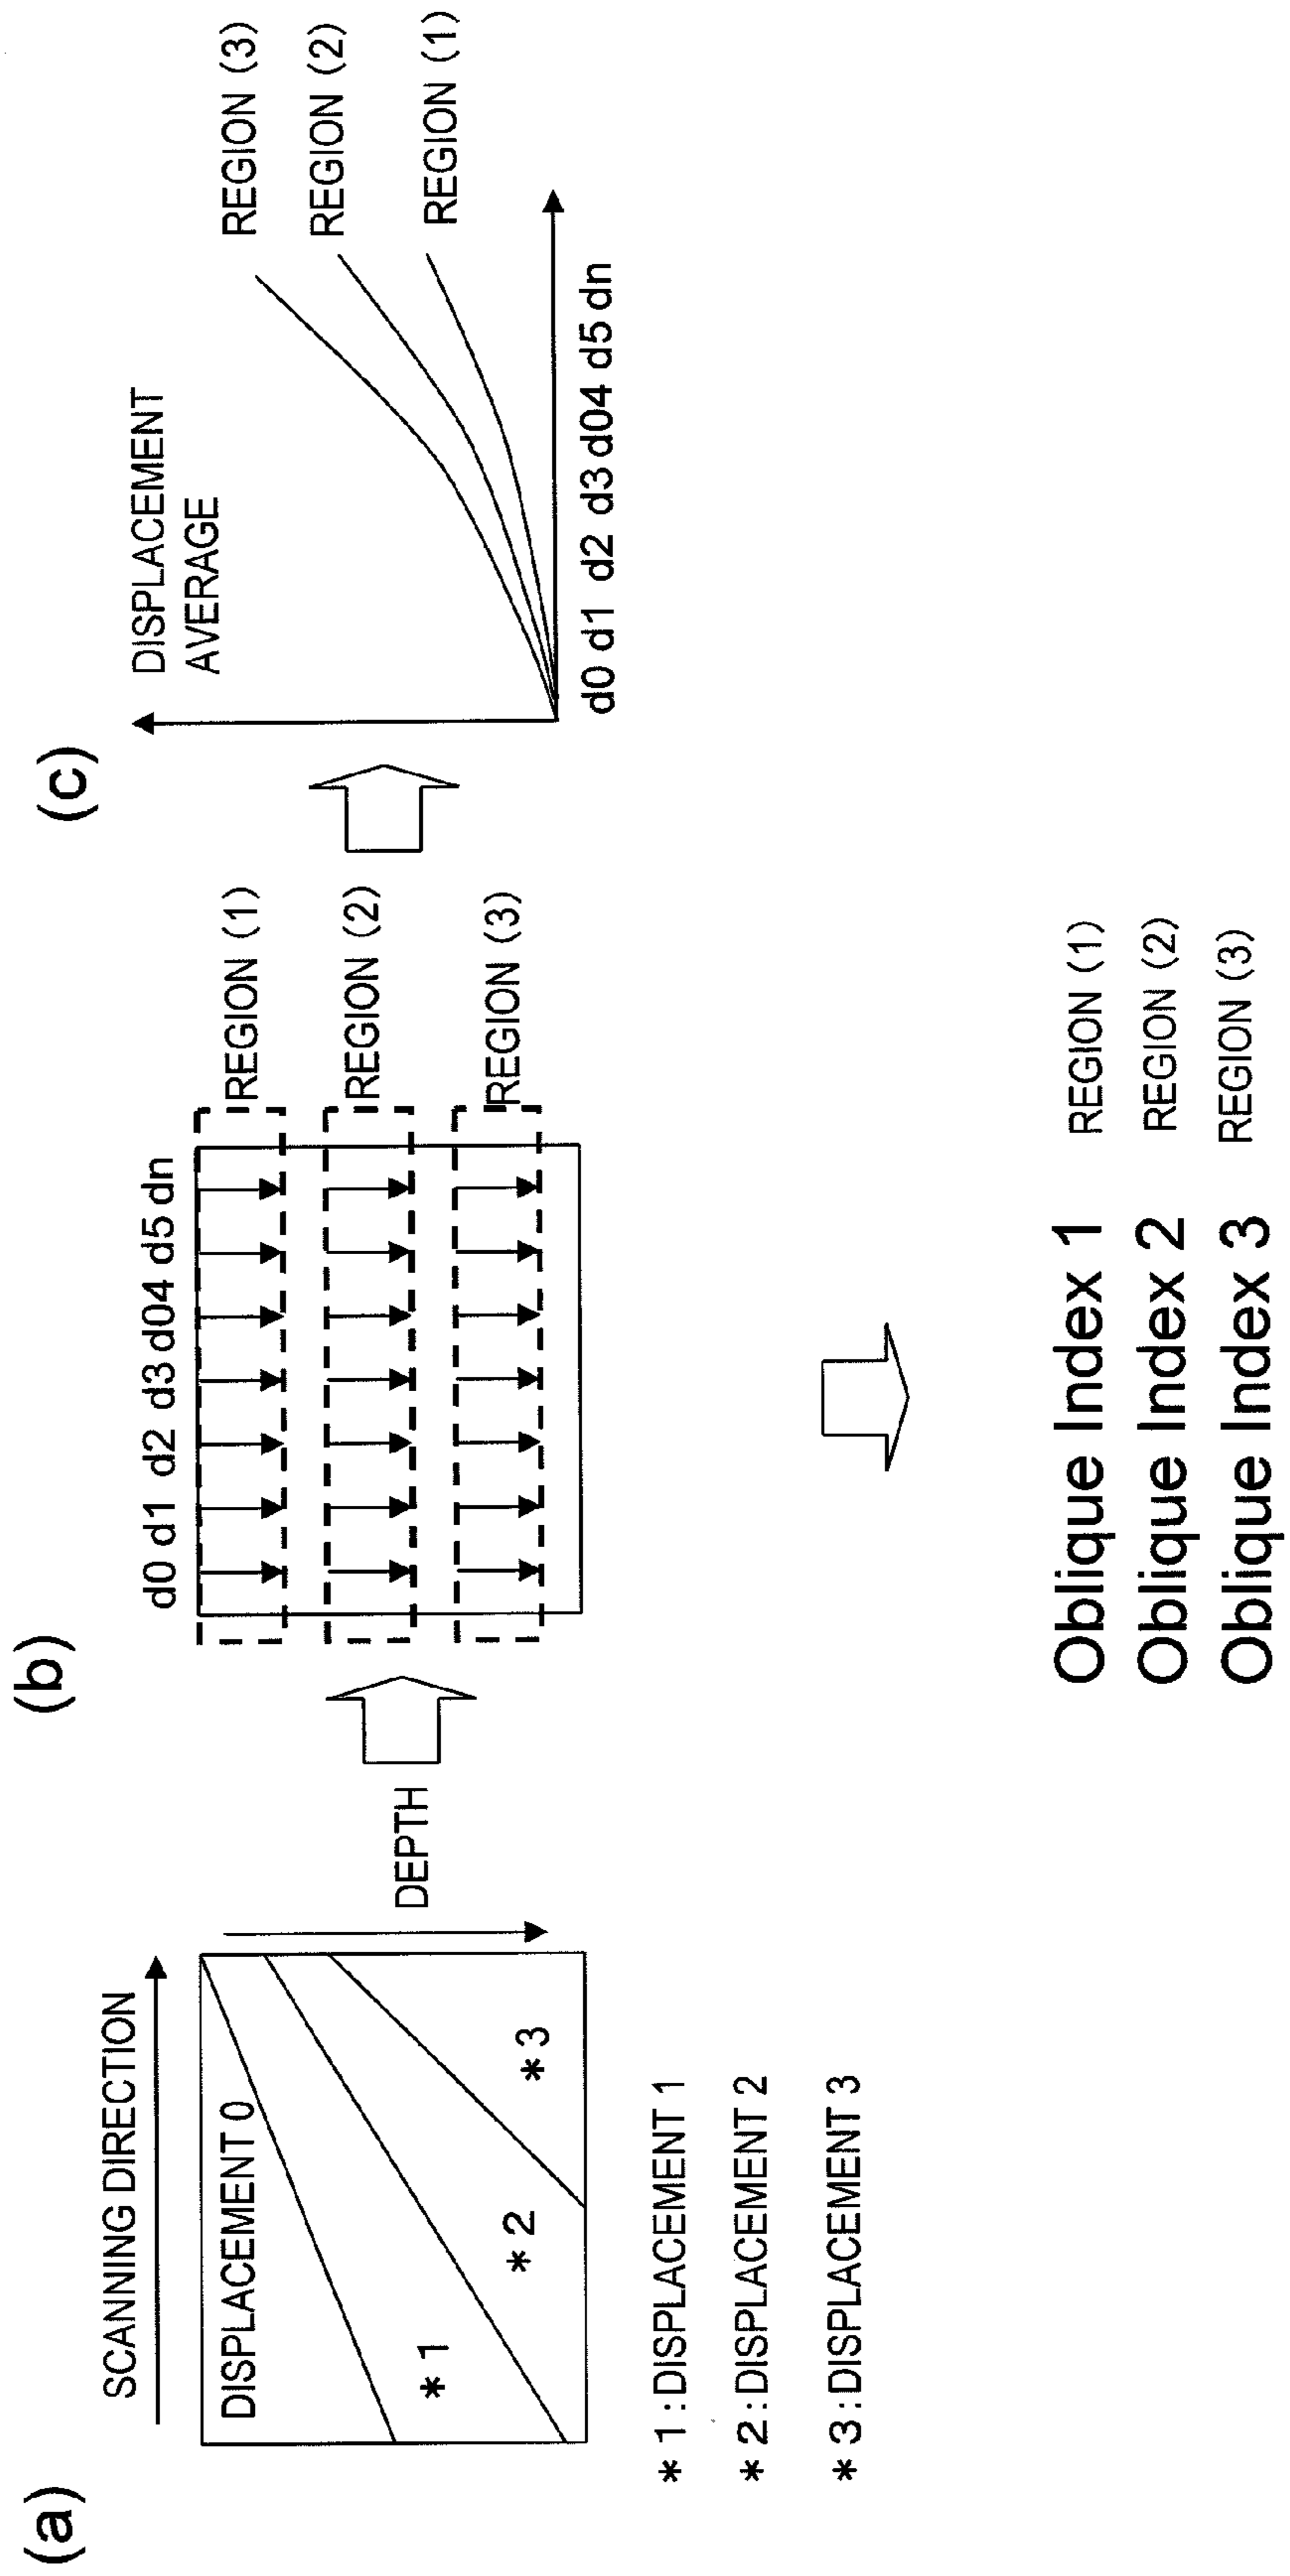 (a)
SCANNING DIRECTION
DISPLACEMENT 0
*1
*2
*3
DEPTH
*1:DISPLACEMENT 1
*2:DISPLACEMENT 2
*3:DISPLACEMENT 3
(b)
d0 d1 d2 d3 d04 d5 dn
REGION (1)
REGION (2)
REGION (3)
(c)
DISPLACEMENT
AVERAGE
REGION (3)
REGION (2)
REGION (1)
d0 d1 d2 d3 d04 d5 dn
Oblique Index 1 REGION (1)
Oblique Index 2 REGION (2)
Oblique Index 3 REGION (3)